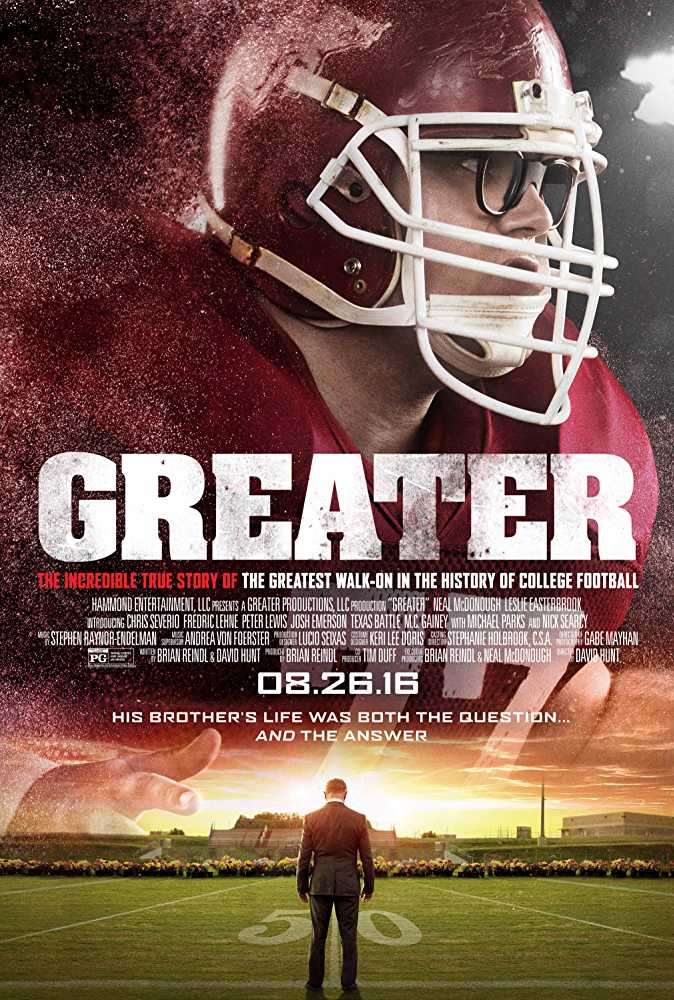 GREATER
THE INCREDIBLE TRUE STORY OF THE GREATEST WALK-ON IN THE HISTORY OF COLLEGE FOOTBALL
HAMMOND ENTERTAINMENT, LLC PRESENTS A GREATER PRODUCTIONS, LLC PRODUCTION "GREATER" NEAL McDONOUGH LESLIE EASTERBROOK
INTRODUCING CHRIS SEVERIO FREDRIC LEHNE PETER LEWIS JOSH EMERSON TEXAS BATTLE M.C. GAINEY WITH MICHAEL PARKS AND NICK SEARCY
MUSIC BY STEPHEN RAYNOR-ENDELMAN MUSIC SUPERVISOR ANDREA VON FOERSTER PRODUCTION DESIGNER LUCIO SEIXAS COSTUME DESIGNER KERI LEE DORIS CASTING DIRECTOR STEPHANIE HOLBROOK, C.S.A. DIRECTOR OF PHOTOGRAPHY GABE MAYHAN
PG WRITTEN BY BRIAN REINDL & DAVID HUNT PRODUCED BY BRIAN REINDL CO PRODUCER TIM DUFF EXECUTIVE PRODUCERS BRIAN REINDL & NEAL McDONOUGH DIRECTED BY DAVID HUNT
08.26.16
HIS BROTHER'S LIFE WAS BOTH THE QUESTION...
AND THE ANSWER
77
50